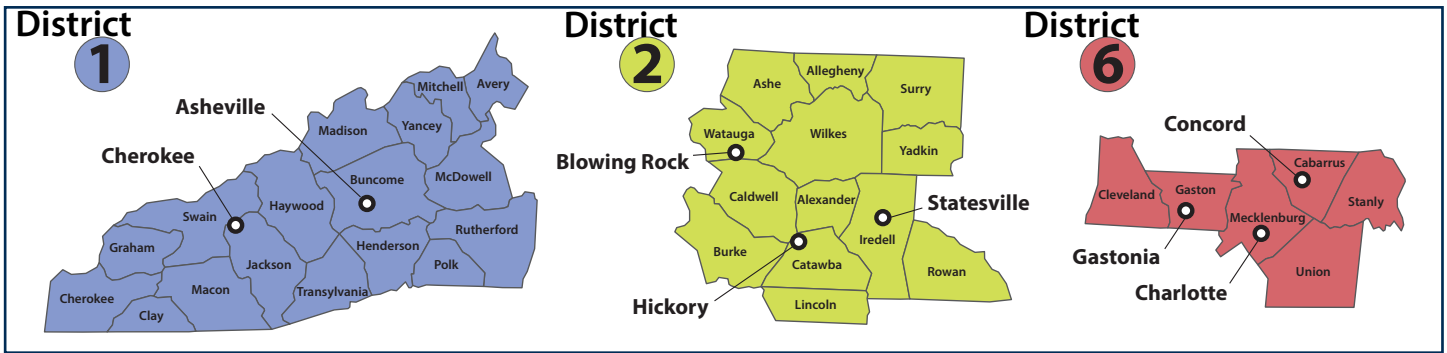 District
1
Asheville
Cherokee
Avery
Mitchell
Yancey
Madison
McDowell
Buncome
Haywood
Swain
Rutherford
Graham
Henderson
Jackson
Polk
Macon
Transylvania
Cherokee
Clay
District
2
Allegheny
Ashe
Surry
Watauga
Wilkes
Yadkin
Blowing Rock
Caldwell
Alexander
Statesville
Iredell
Burke
Catawba
Rowan
Hickory
Lincoln
District
6
Concord
Cabarrus
Cleveland
Gaston
Stanly
Mecklenburg
Gastonia
Union
Charlotte